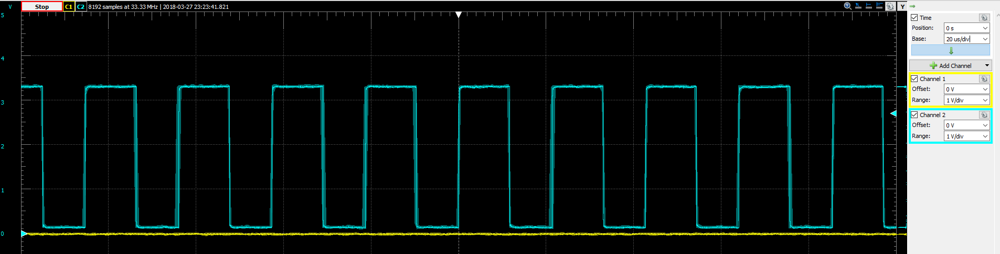 V Stop C1 C2 8192 samples at 33.33 MHz | 2018-03-27 23:23:41.821 Y
5
4
3
2
1
0
Time
Position: 0 s
Base: 20 us/div
Add Channel
Channel 1
Offset: 0 V
Range: 1 V/div
Channel 2
Offset: 0 V
Range: 1 V/div